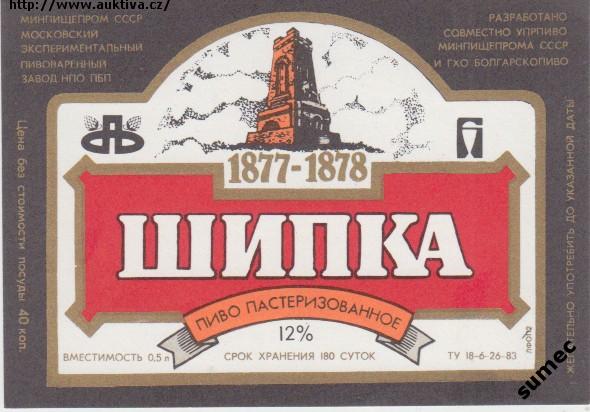 http://www.auktiva.cz/
МИНПИЩЕПРОМ СССР
МОСКОВСКИЙ
ЭКСПЕРИМЕНТАЛЬНЫЙ
ПИВОВАРЕННЫЙ
ЗАВОД НПО ПБП
РАЗРАБОТАНО
СОВМЕСТНО УПРПИВО
МИНПИЩЕПРОМА СССР
И ГХО БОЛГАРСКОПИВО
Цена без стоимости посуды 40 коп.
1877-1878
ШИПКА
ПИВО ПАСТЕРИЗОВАННОЕ
12%
ВМЕСТИМОСТЬ 0,5 л
СРОК ХРАНЕНИЯ 180 СУТОК
ТУ 18-6-26-83
ЖЕЛАТЕЛЬНО УПОТРЕБИТЬ ДО УКАЗАННОЙ ДАТЫ
sumec